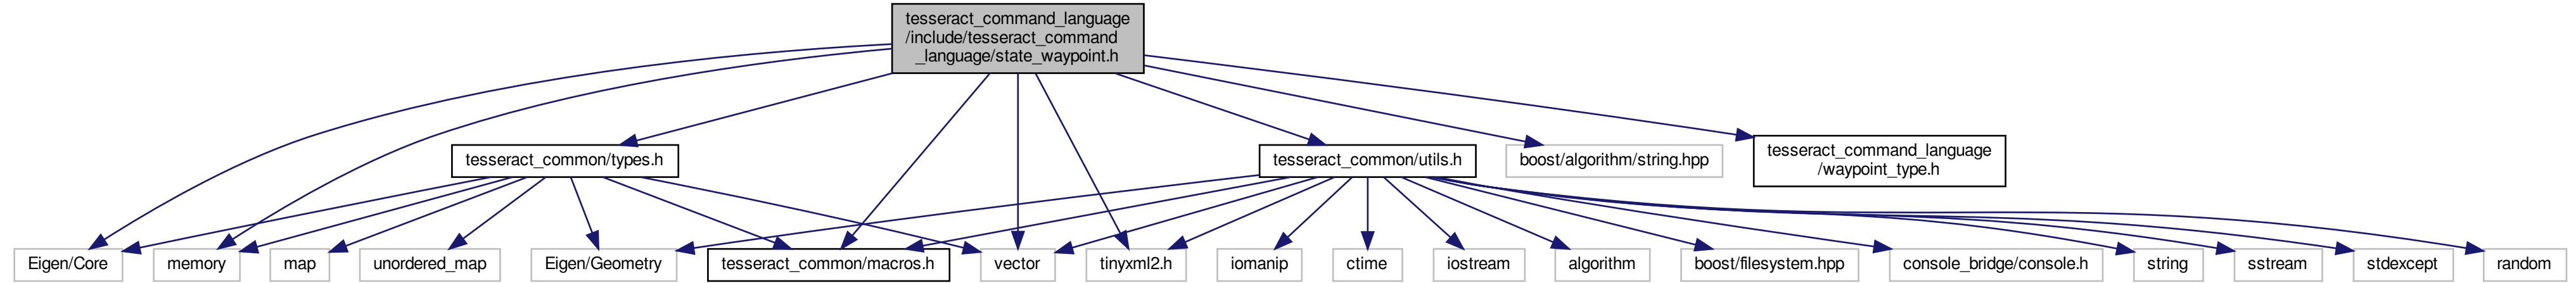 tesseract_command_language
/include/tesseract_command
_language/state_waypoint.h
tesseract_common/types.h
tesseract_common/utils.h
boost/algorithm/string.hpp
tesseract_command_language
/waypoint_type.h
Eigen/Core
memory
map
unordered_map
Eigen/Geometry
tesseract_common/macros.h
vector
tinyxml2.h
iomanip
ctime
iostream
algorithm
boost/filesystem.hpp
console_bridge/console.h
string
sstream
stdexcept
random